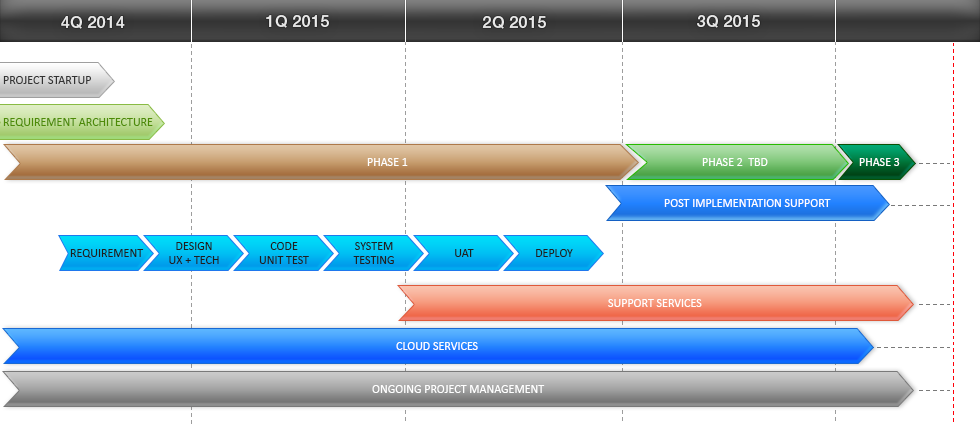 4Q 2014
1Q 2015
2Q 2015
3Q 2015
PROJECT STARTUP
REQUIREMENT ARCHITECTURE
PHASE 1
PHASE 2 TBD
PHASE 3
POST IMPLEMENTATION SUPPORT
REQUIREMENT
DESIGN
UX + TECH
CODE
UNIT TEST
SYSTEM
TESTING
UAT
DEPLOY
SUPPORT SERVICES
CLOUD SERVICES
ONGOING PROJECT MANAGEMENT